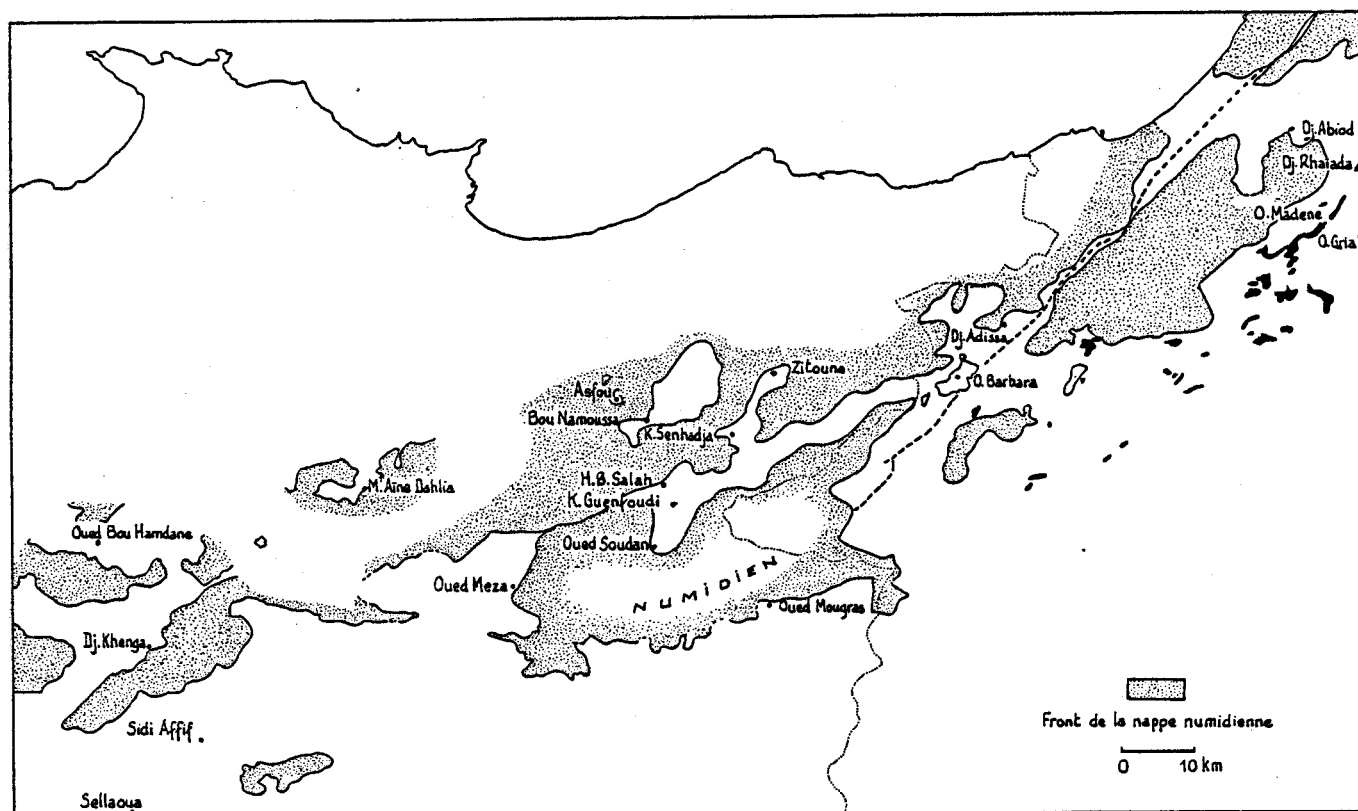 Dj. Abiod
Dj. Rhaiada
O. Madène
O. Gria
Dj. Adissa
O. Barbara
Zitouna
Asfour
Bou Namoussa
K. Senhadja
H. B. Salah
K. Guenfoudi
M. Aïne Dahlia
Oued Bou Hamdane
Oued Soudan
Oued Meza
NUMIDIEN
Oued Mougras
Dj. Khenga
Sidi Affif
Sellaoua
Front de la nappe numidienne
0 10 km